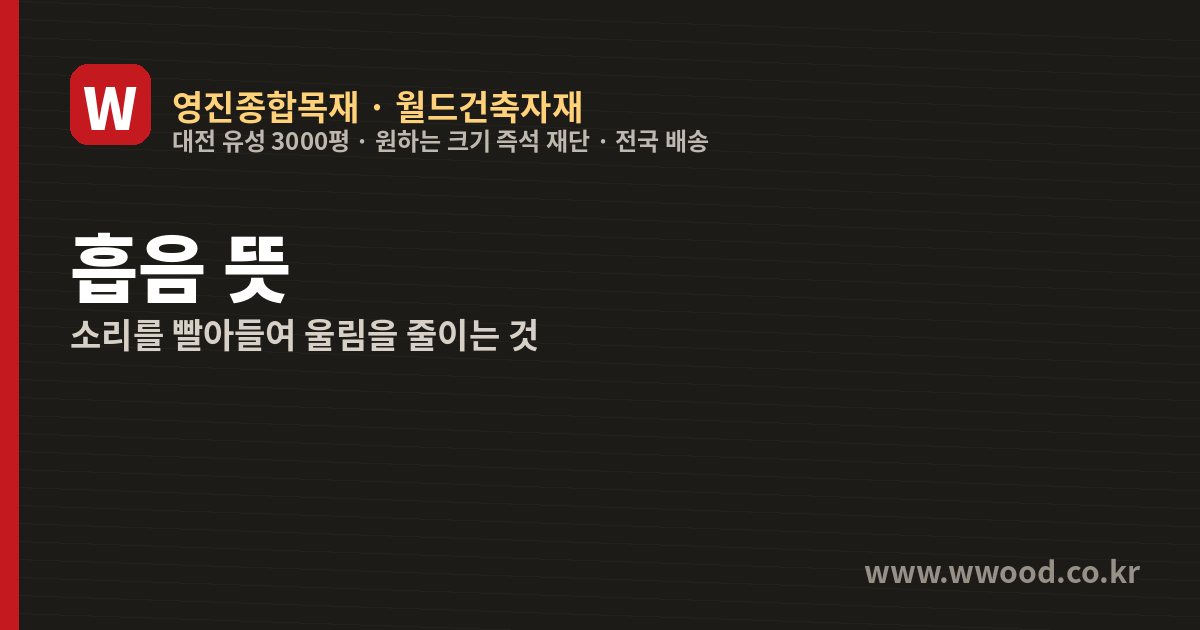 W
영진종합목재 · 월드건축자재
대전 유성 3000평 · 원하는 크기 즉석 재단 · 전국 배송
흡음 뜻
소리를 빨아들여 울림을 줄이는 것
www.wwood.co.kr